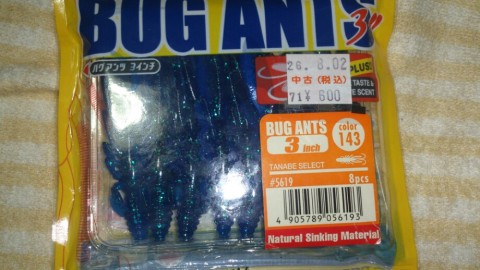 BUG ANTS 3"
バグアンツ 3インチ
PLUS!
TASTE &
E SCENT
26. 8.02
中古(税込)
71¥ 600
BUG ANTS
3 inch
color
143
TANABE SELECT
#5619
8pcs
4 905789 056193
Natural Sinking Material